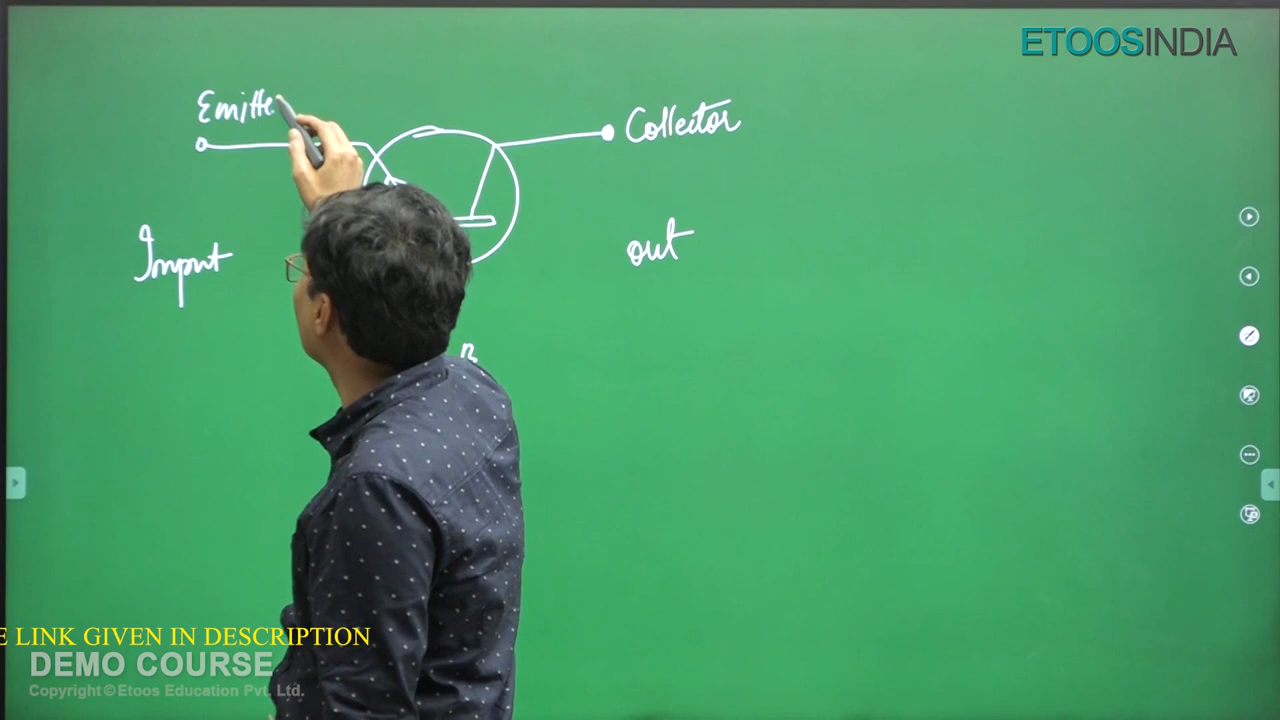 ETOOSINDIA
Emitte
Collector
Input
out
E LINK GIVEN IN DESCRIPTION
DEMO COURSE
Copyright © Etoos Education Pvt. Ltd.